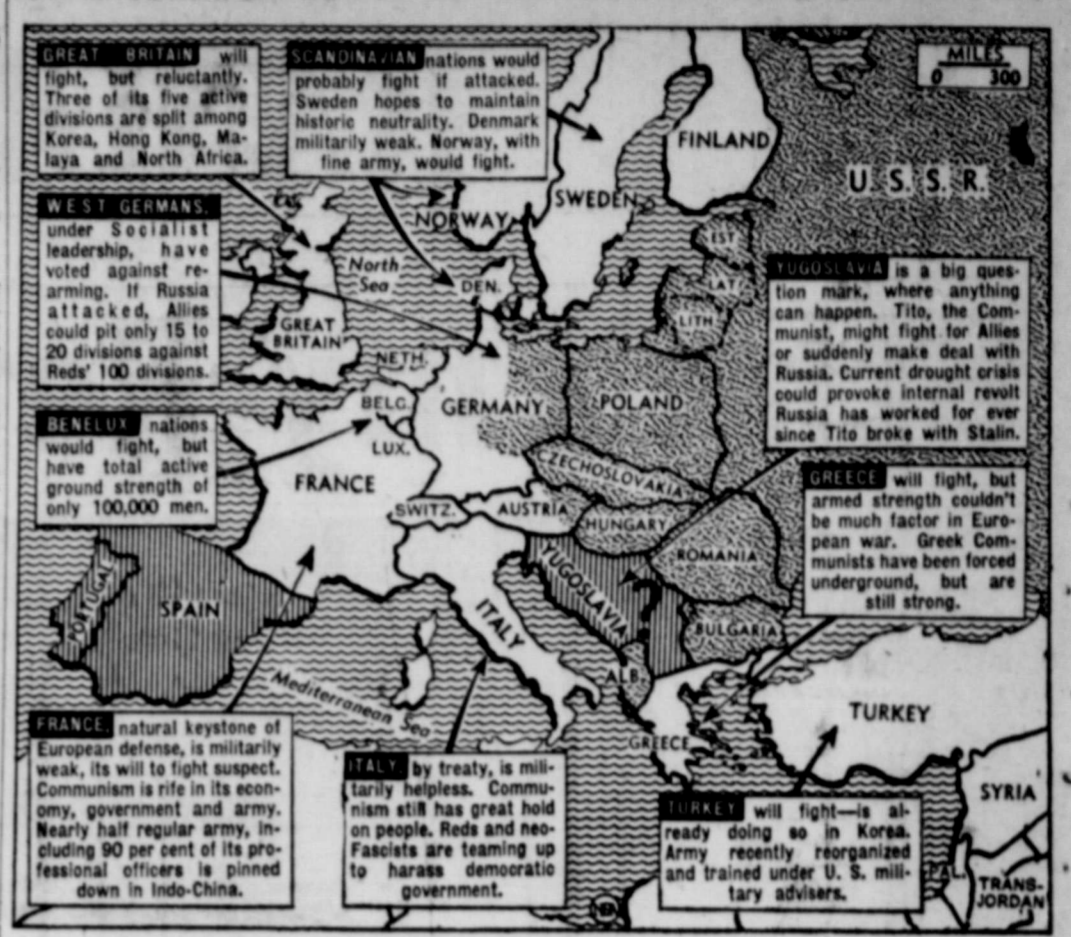 GREAT BRITAIN will
fight, but reluctantly.
Three of its five active
divisions are split among
Korea, Hong Kong, Ma-
laya and North Africa.
SCANDINAVIAN nations would
probably fight if attacked.
Sweden hopes to maintain
historic neutrality. Denmark
militarily weak. Norway, with
fine army, would fight.
MILES
0 300
FINLAND
U. S. S. R.
WEST GERMANS,
under Socialist
leadership, have
voted against re-
arming. If Russia
attacked, Allies
could pit only 15 to
20 divisions against
Reds' 100 divisions.
NORWAY
SWEDEN
North
Sea
DEN.
EST.
LAT.
LITH.
YUGOSLAVIA is a big ques-
tion mark, where anything
can happen. Tito, the Com-
munist, might fight for Allies
or suddenly make deal with
Russia. Current drought crisis
could provoke internal revolt
Russia has worked for ever
since Tito broke with Stalin.
GREAT
BRITAIN
NETH.
BELG.
LUX.
GERMANY
POLAND
BENELUX nations
would fight, but
have total active
ground strength of
only 100,000 men.
FRANCE
CZECHOSLOVAKIA
SWITZ.
AUSTRIA
HUNGARY
ROMANIA
GREECE will fight, but
armed strength couldn't
be much factor in Euro-
pean war. Greek Com-
munists have been forced
underground, but are
still strong.
PORTUGAL
SPAIN
ITALY
YUGOSLAVIA
?
BULGARIA
ALB.
Mediterranean Sea
GREECE
TURKEY
SYRIA
FRANCE, natural keystone of
European defense, is militarily
weak, its will to fight suspect.
Communism is rife in its econ-
omy, government and army.
Nearly half regular army, in-
cluding 90 per cent of its pro-
fessional officers is pinned
down in Indo-China.
ITALY, by treaty, is mili-
tarily helpless. Commu-
nism still has great hold
on people. Reds and neo-
Fascists are teaming up
to harass democratic
government.
TURKEY will fight—is al-
ready doing so in Korea.
Army recently reorganized
and trained under U. S. mili-
tary advisers.
PAL.
TRANS-
JORDAN
NEA